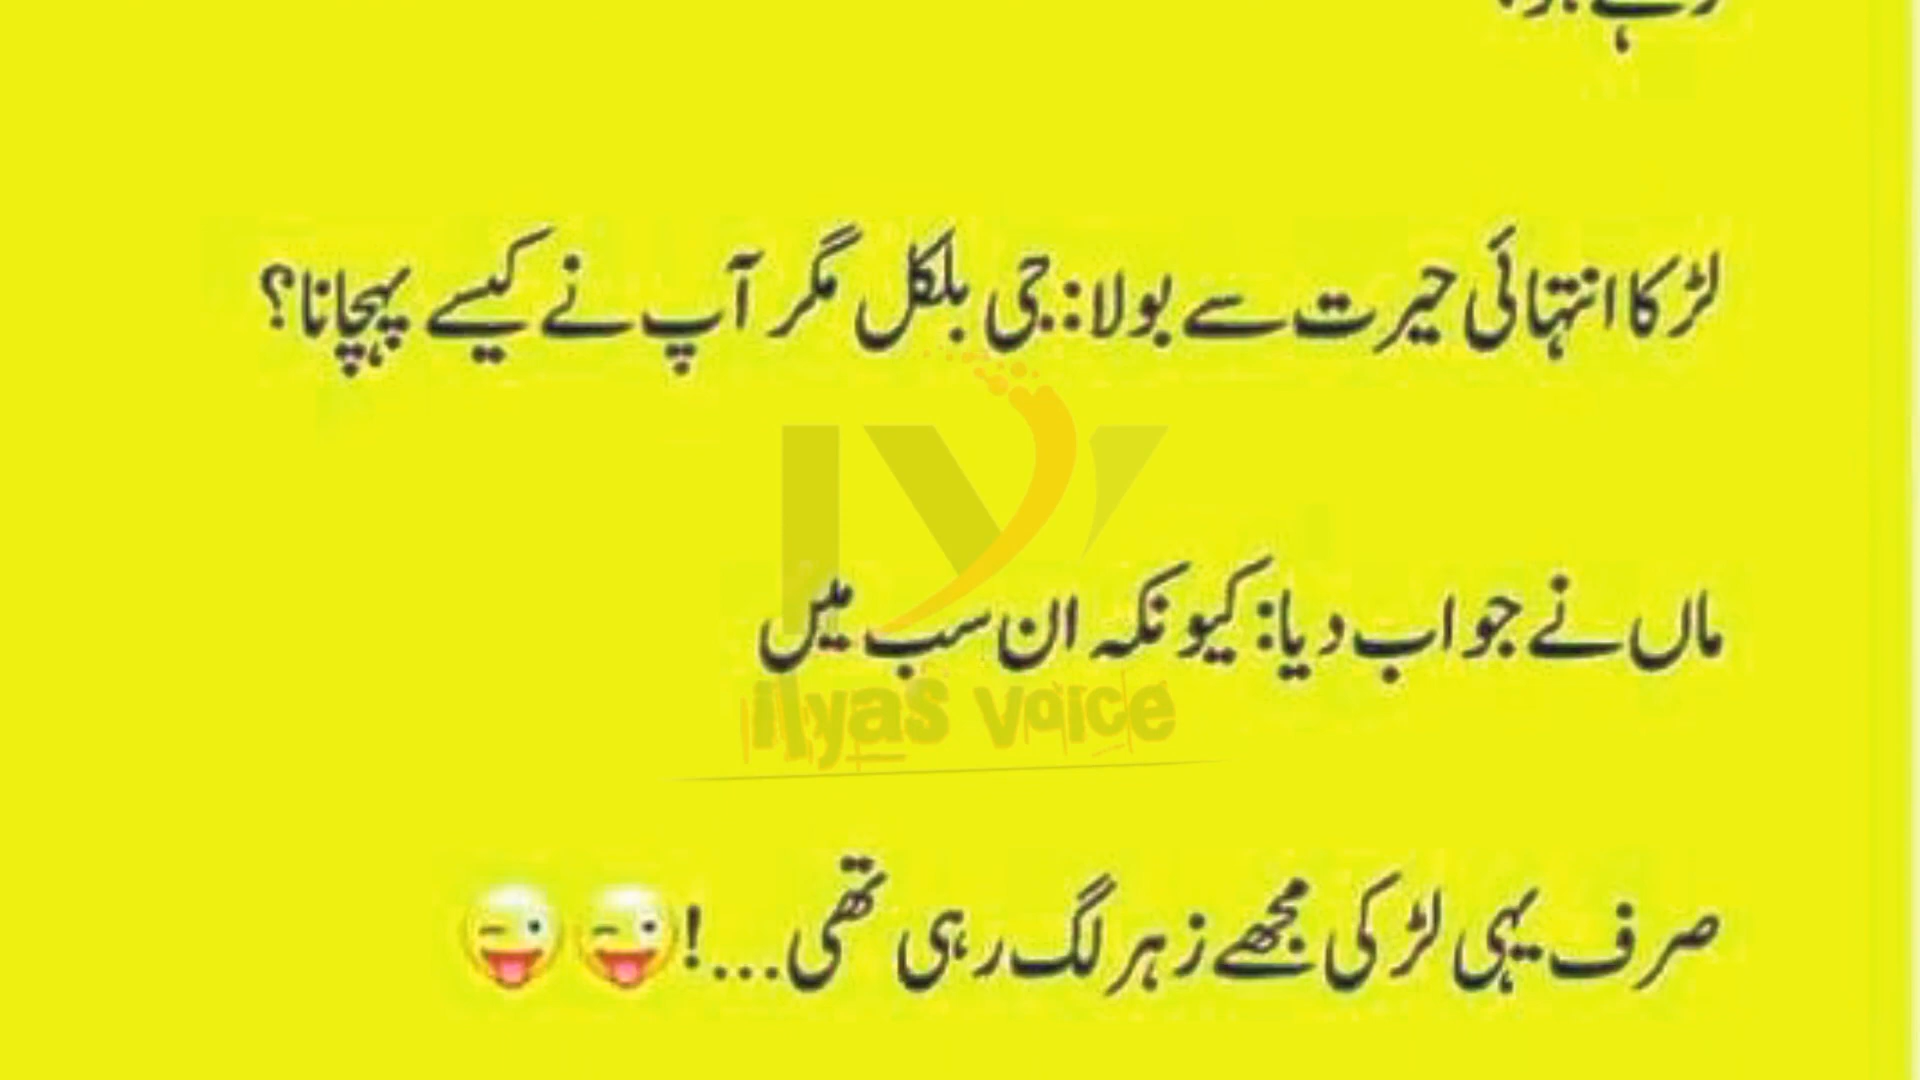 لڑکا انتہائی حیرت سے بولا: جی بلکل مگر آپ نے کیسے پہچانا؟
ماں نے جواب دیا: کیونکہ ان سب میں
ilyas voice
صرف یہی لڑکی مجھے زہر لگ رہی تھی...!😜😜